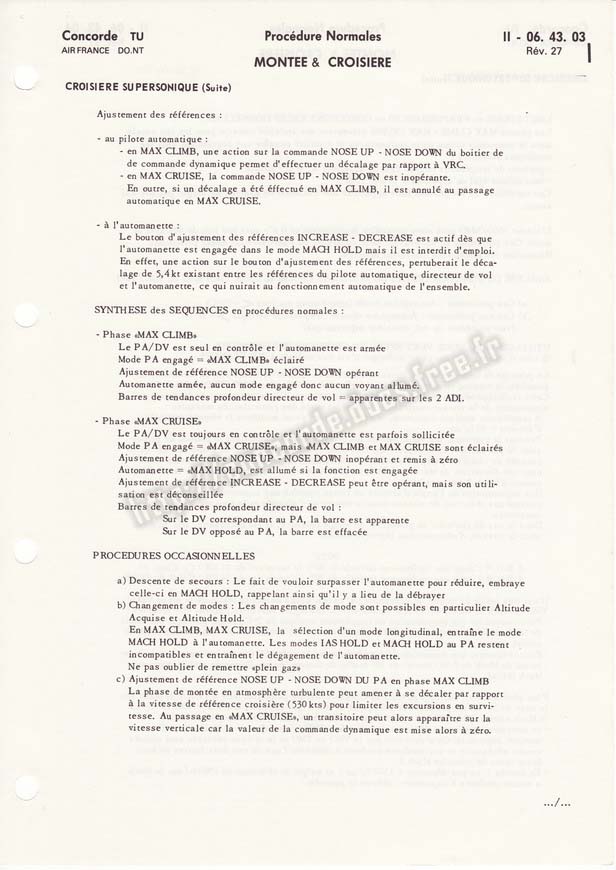 Concorde TU
AIR FRANCE DO.NT
Procédure Normales
MONTEE & CROISIERE
II - 06. 43. 03
Rév. 27
CROISIERE SUPERSONIQUE (Suite)
Ajustement des références :
- au pilote automatique :
- en MAX CLIMB, une action sur la commande NOSE UP - NOSE DOWN du boitier de
de commande dynamique permet d'effectuer un décalage par rapport à VRC.
- en MAX CRUISE, la commande NOSE UP - NOSE DOWN est inopérante.
En outre, si un décalage a été éffectué en MAX CLIMB, il est annulé au passage
automatique en MAX CRUISE.
- à l'automanette :
Le bouton d'ajustement des références INCREASE - DECREASE est actif dès que
l'automanette est engagée dans le mode MACH HOLD mais il est interdit d'emploi.
En effet, une action sur le bouton d'ajustement des références, pertuberait le déca-
lage de 5,4 kt existant entre les références du pilote automatique, directeur de vol
et l'automanette, ce qui nuirait au fonctionnement automatique de l'ensemble.
SYNTHESE des SEQUENCES en procédures normales :
- Phase «MAX CLIMB»
Le PA/DV est seul en contrôle et l'automanette est armée
Mode PA engagé = «MAX CLIMB» éclairé
Ajustement de référence NOSE UP - NOSE DOWN opérant
Automanette armée, aucun mode engagé donc aucun voyant allumé.
Barres de tendances profondeur directeur de vol = apparentes sur les 2 ADI.
- Phase «MAX CRUISE»
Le PA/DV est toujours en contrôle et l'automanette est parfois sollicitée
Mode PA engagé = «MAX CRUISE», mais «MAX CLIMB et MAX CRUISE sont éclairés
Ajustement de référence NOSE UP - NOSE DOWN inopérant et remis à zéro
Automanette = «MAX HOLD, est allumé si la fonction est engagée
Ajustement de référence INCREASE - DECREASE peut être opérant, mais son utili-
sation est déconseillée
Barres de tendances profondeur directeur de vol :
Sur le DV correspondant au PA, la barre est apparente
Sur le DV opposé au PA, la barre est effacée
PROCEDURES OCCASIONNELLES
a) Descente de secours : Le fait de vouloir surpasser l'automanette pour réduire, embraye
celle-ci en MACH HOLD, rappelant ainsi qu'il y a lieu de la débrayer
b) Changement de modes : Les changements de mode sont possibles en particulier Altitude
Acquise et Altitude Hold.
En MAX CLIMB, MAX CRUISE, la sélection d'un mode longitudinal, entraîne le mode
MACH HOLD à l'automanette. Les modes IAS HOLD et MACH HOLD au PA restent
incompatibles et entraînent le dégagement de l'automanette.
Ne pas oublier de remettre «plein gaz»
c) Ajustement de référence NOSE UP - NOSE DOWN DU PA en phase MAX CLIMB
La phase de montée en atmosphère turbulente peut amener à se décaler par rapport
à la vitesse de référence croisière (530 kts) pour limiter les excursions en survi-
tesse. Au passage en «MAX CRUISE», un transitoire peut alors apparaître sur la
vitesse verticale car la valeur de la commande dynamique est mise alors à zéro.
.../...